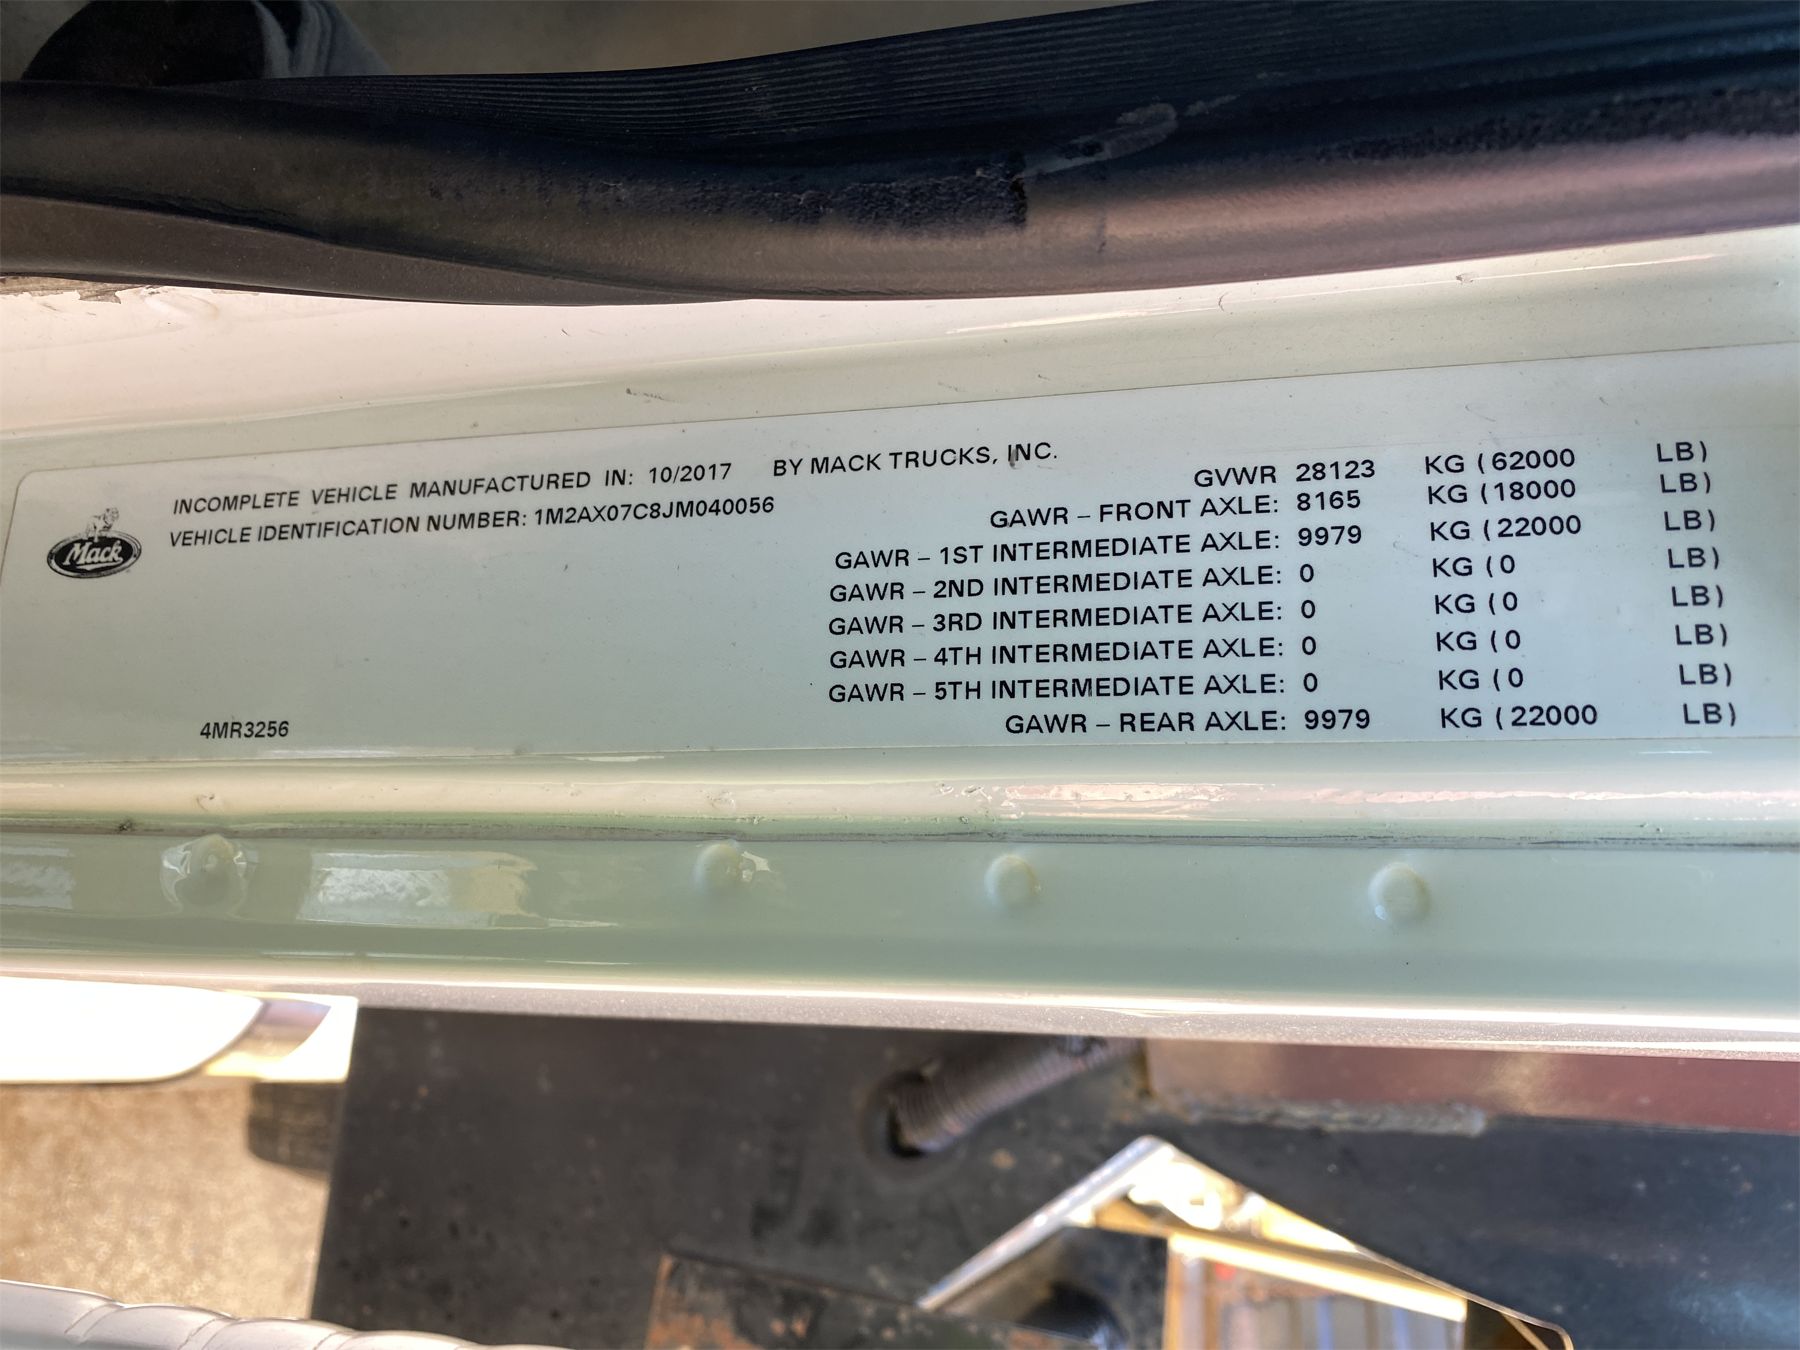 INCOMPLETE VEHICLE MANUFACTURED IN: 10/2017 BY MACK TRUCKS, INC.
VEHICLE IDENTIFICATION NUMBER: 1M2AX07C8JM040056
Mack
4MR3256
GVWR 28123 KG (62000 LB)
GAWR – FRONT AXLE: 8165 KG (18000 LB)
GAWR – 1ST INTERMEDIATE AXLE: 9979 KG (22000 LB)
GAWR – 2ND INTERMEDIATE AXLE: 0 KG (0 LB)
GAWR – 3RD INTERMEDIATE AXLE: 0 KG (0 LB)
GAWR – 4TH INTERMEDIATE AXLE: 0 KG (0 LB)
GAWR – 5TH INTERMEDIATE AXLE: 0 KG (0 LB)
GAWR – REAR AXLE: 9979 KG (22000 LB)